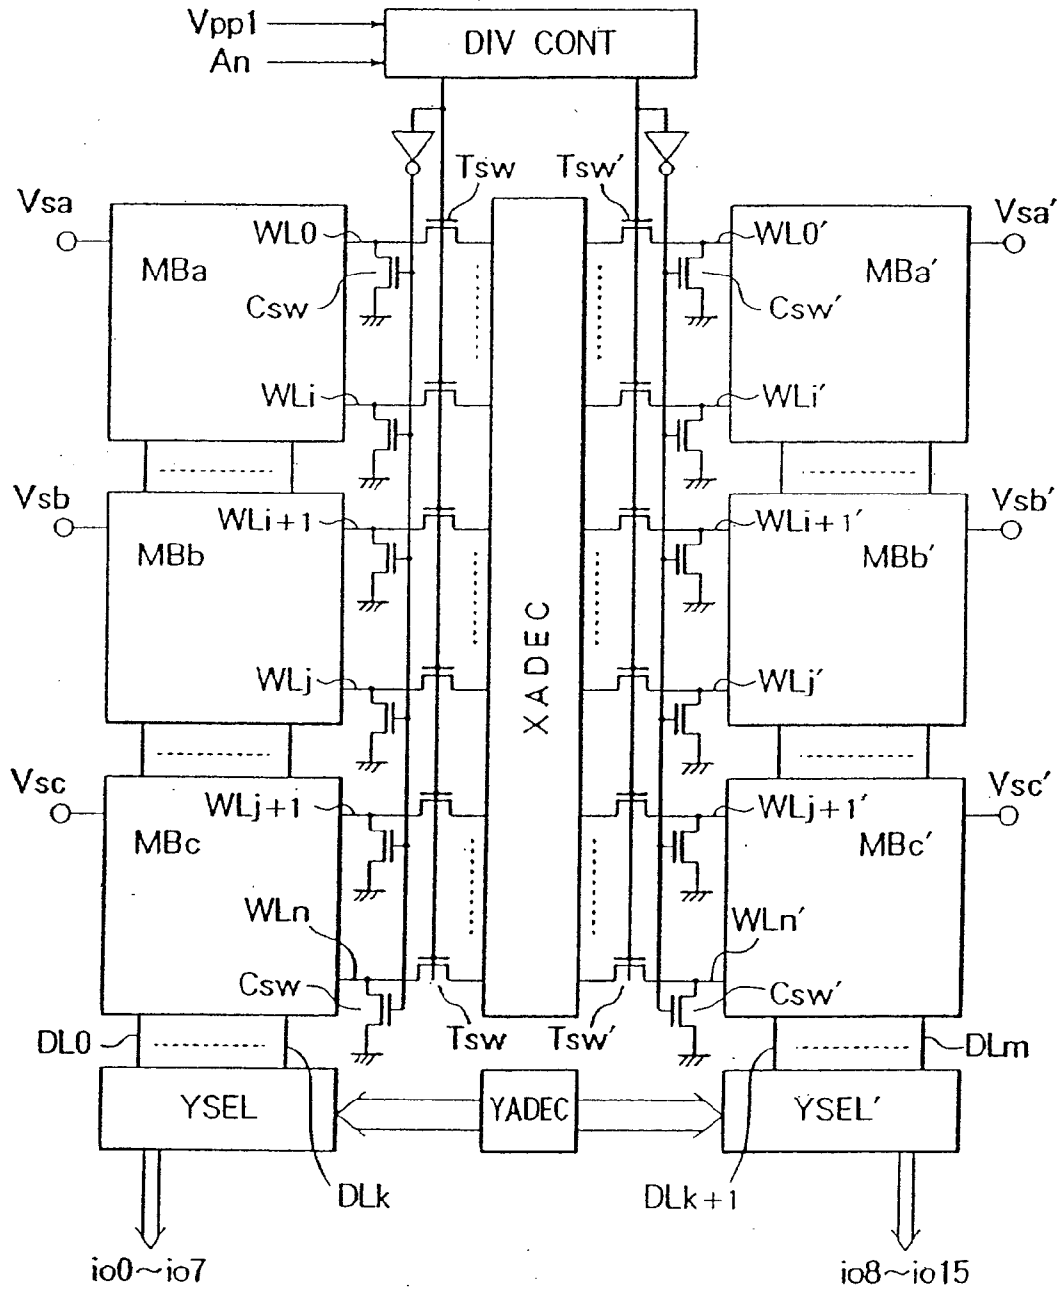 Vpp1
DIV CONT
An
Tsw
Tsw′
Vsa
Vsa′
WL0
WL0′
MBa
MBa′
Csw
Csw′
WLi
WLi′
Vsb
Vsb′
WLi+1
WLi+1′
MBb
MBb′
XADEC
WLj
WLj′
Vsc
Vsc′
WLj+1
WLj+1′
MBc
MBc′
WLn
WLn′
Csw
Csw′
DL0
Tsw
Tsw′
DLm
YSEL
YADEC
YSEL′
DLk
DLk+1
io0~io7
io8~io15